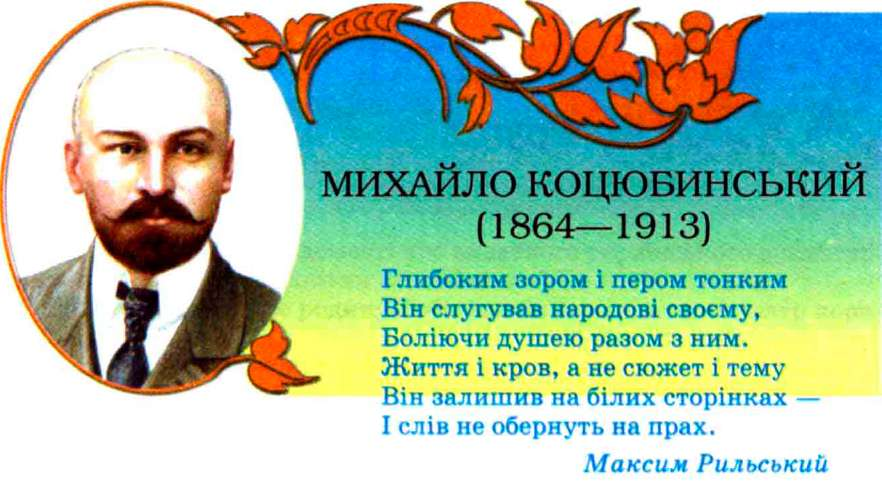 МИХАЙЛО КОЦЮБИНСЬКИЙ
(1864—1913)
Глибоким зором і пером тонким
Він слугував народові своєму,
Боліючи душею разом з ним.
Життя і кров, а не сюжет і тему
Він залишив на білих сторінках —
І слів не обернуть на прах.
Максим Рильський